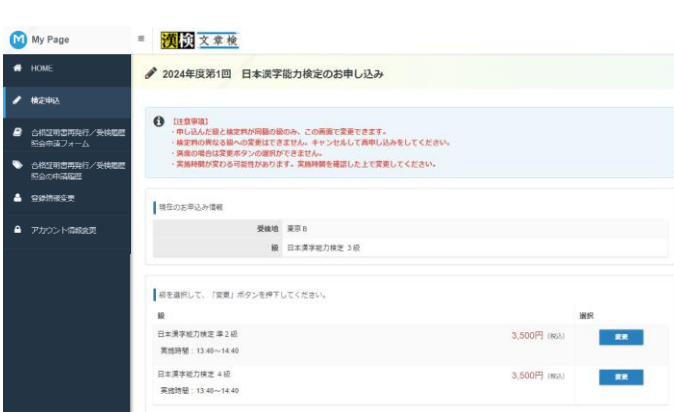 My Page
漢検 文章検
HOME
2024年度第1回 日本漢字能力検定のお申し込み
検定申込
【注意事項】
・申し込んだ級と検定料が同額の級のみ、この画面で変更できます。
・検定料の異なる級への変更はできません。キャンセルして再申し込みをしてください。
・満席の場合は変更ボタンの選択ができません。
・実施時間が変わる可能性があります。実施時間を確認した上で変更してください。
合格証明書再発行／受検履歴
照会申請フォーム
合格証明書再発行／受検履歴
照会の申請履歴
登録情報変更
アカウント情報変更
現在のお申込み情報
受検地 東京B
級 日本漢字能力検定 3級
級を選択して、「変更」ボタンを押下してください。
級 選択
日本漢字能力検定 準2級 3,500円 (税込) 変更
実施時間：13:40～14:40
日本漢字能力検定 4級 3,500円 (税込) 変更
実施時間：13:40～14:40